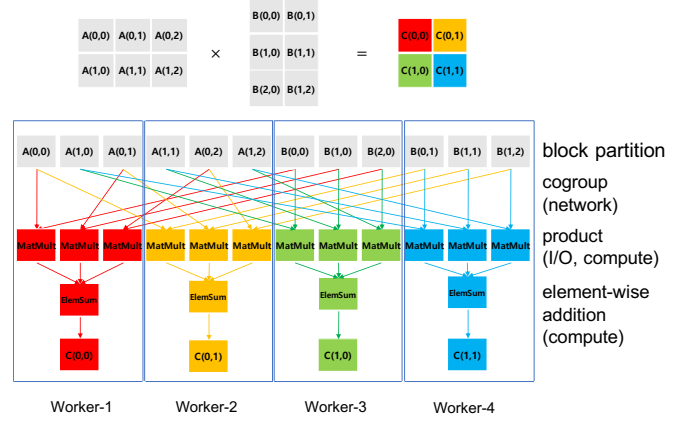 A(0,0) A(0,1) A(0,2)
A(1,0) A(1,1) A(1,2)
×
B(0,0) B(0,1)
B(1,0) B(1,1)
B(2,0) B(1,2)
=
C(0,0) C(0,1)
C(1,0) C(1,1)
A(0,0) A(1,0) A(0,1) A(1,1) A(0,2) A(1,2) B(0,0) B(1,0) B(2,0) B(0,1) B(1,1) B(1,2)
block partition
cogroup
(network)
MatMult MatMult MatMult MatMult MatMult MatMult MatMult MatMult MatMult MatMult MatMult MatMult
product
(I/O, compute)
ElemSum ElemSum ElemSum ElemSum
element-wise
addition
(compute)
C(0,0) C(0,1) C(1,0) C(1,1)
Worker-1 Worker-2 Worker-3 Worker-4